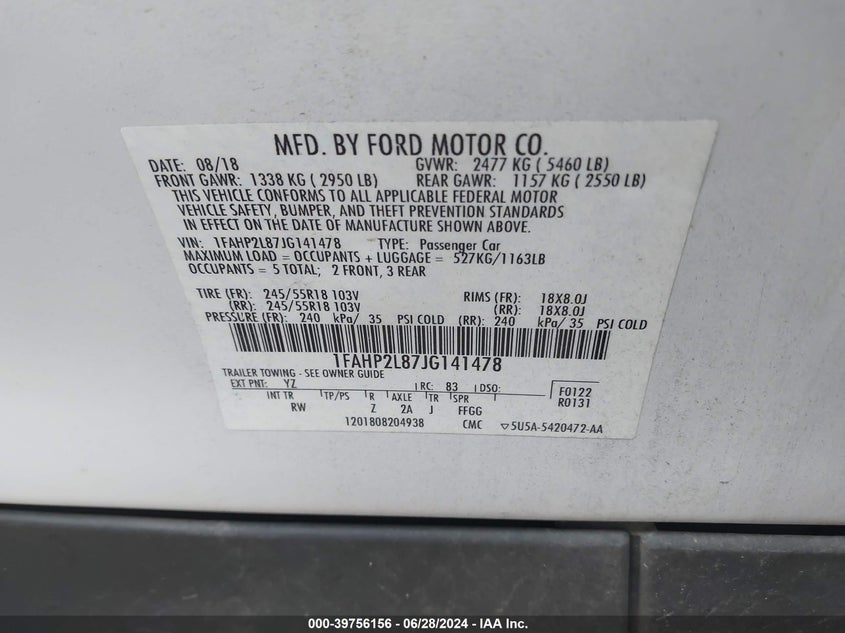 MFD. BY FORD MOTOR CO.
DATE: 08/18 GVWR: 2477 KG ( 5460 LB)
FRONT GAWR: 1338 KG ( 2950 LB) REAR GAWR: 1157 KG ( 2550 LB)
THIS VEHICLE CONFORMS TO ALL APPLICABLE FEDERAL MOTOR
VEHICLE SAFETY, BUMPER, AND THEFT PREVENTION STANDARDS
IN EFFECT ON THE DATE OF MANUFACTURE SHOWN ABOVE.
VIN: 1FAHP2L87JG141478 TYPE: Passenger Car
MAXIMUM LOAD = OCCUPANTS + LUGGAGE = 527KG/1163LB
OCCUPANTS = 5 TOTAL; 2 FRONT, 3 REAR
TIRE (FR): 245/55R18 103V RIMS (FR): 18X8.0J
(RR): 245/55R18 103V (RR): 18X8.0J
PRESSURE (FR): 240 kPa/ 35 PSI COLD (RR): 240 kPa/ 35 PSI COLD
1FAHP2L87JG141478
TRAILER TOWING - SEE OWNER GUIDE
EXT PNT: YZ RC: 83 DSO: F0122
INT TR TP/PS R AXLE TR SPR R0131
RW Z 2A J FFGG
1201808204938 CMC ▽5U5A-5420472-AA
000-39756156 | 06/28/2024 | IAA Inc.